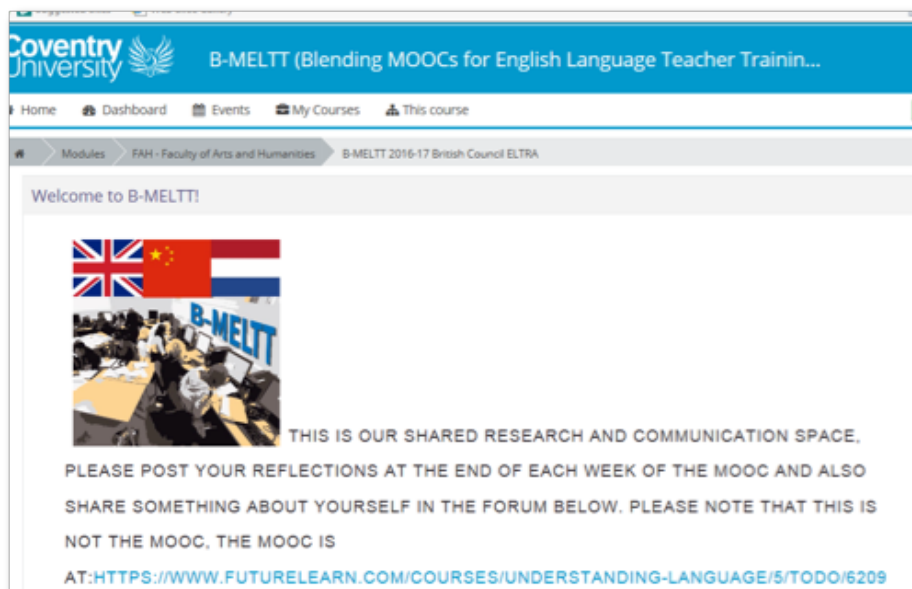 Coventry
University
B-MELTT (Blending MOOCs for English Language Teacher Trainin...
Home Dashboard Events My Courses This course
Modules FAH - Faculty of Arts and Humanities B-MELTT 2016-17 British Council ELTRA
Welcome to B-MELTT!
B-MELTT
THIS IS OUR SHARED RESEARCH AND COMMUNICATION SPACE,
PLEASE POST YOUR REFLECTIONS AT THE END OF EACH WEEK OF THE MOOC AND ALSO
SHARE SOMETHING ABOUT YOURSELF IN THE FORUM BELOW. PLEASE NOTE THAT THIS IS
NOT THE MOOC, THE MOOC IS
AT:HTTPS://WWW.FUTURELEARN.COM/COURSES/UNDERSTANDING-LANGUAGE/5/TODO/6209